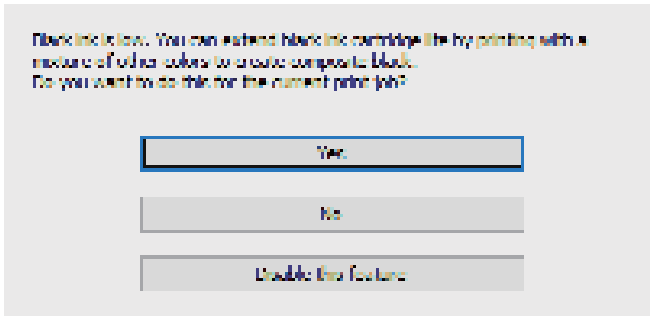 Black ink is low. You can extend black ink cartridge life by printing with a
mixture of other colors to create composite black.
Do you want to do this for the current print job?
Yes
No
Disable this feature